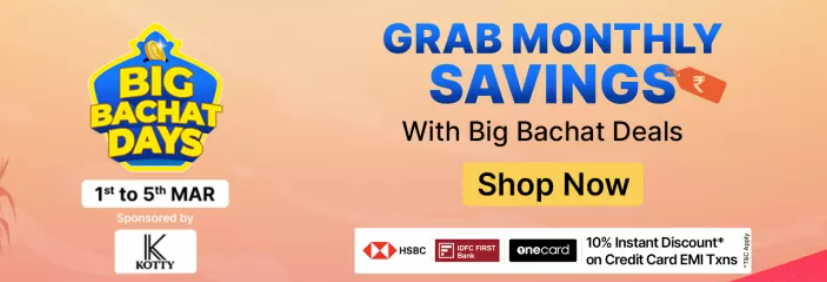 BIG
BACHAT
DAYS
1st to 5th MAR
Sponsored by
K
KOTTY
GRAB MONTHLY
SAVINGS
₹
With Big Bachat Deals
Shop Now
HSBC
IDFC FIRST
Bank
onecard
10% Instant Discount*
on Credit Card EMI Txns
*T&C Apply